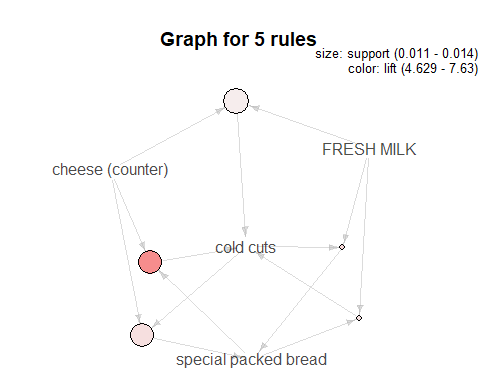 Graph for 5 rules
size: support (0.011 - 0.014)
color: lift (4.629 - 7.63)
FRESH MILK
cheese (counter)
cold cuts
special packed bread